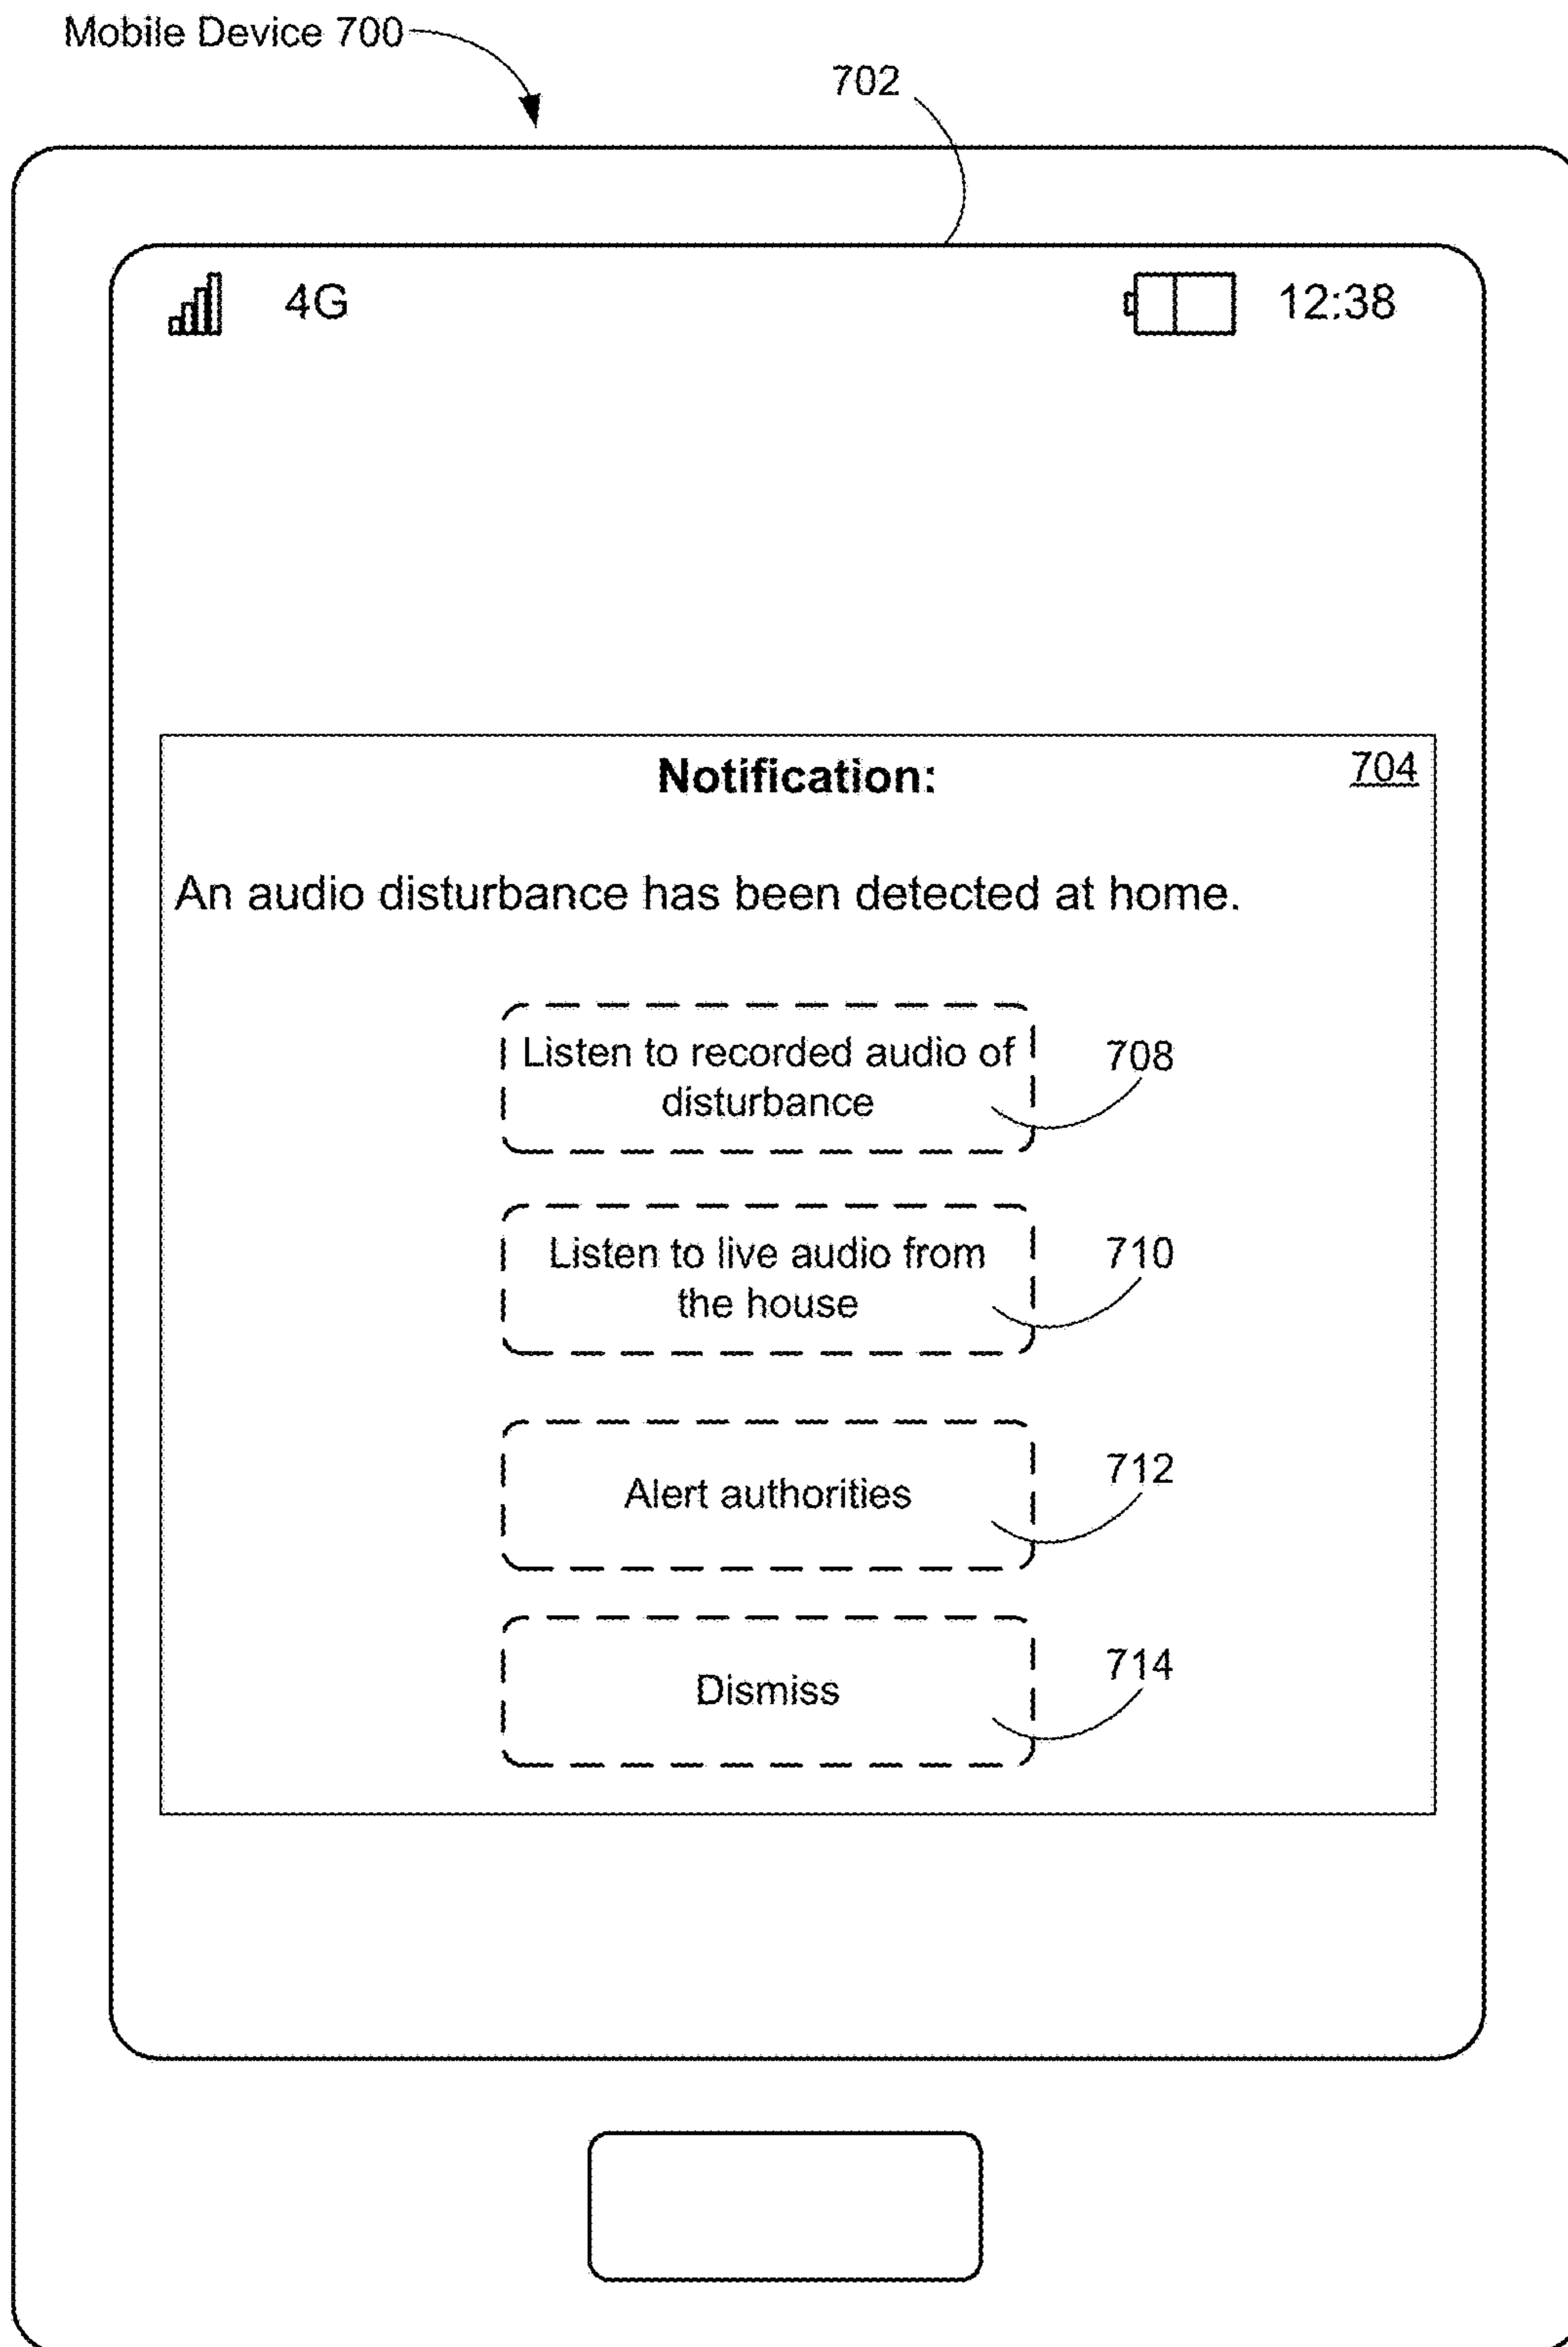 Mobile Device 700
702
4G
12:38
Notification:
704
An audio disturbance has been detected at home.
Listen to recorded audio of
disturbance
708
Listen to live audio from
the house
710
Alert authorities
712
Dismiss
714